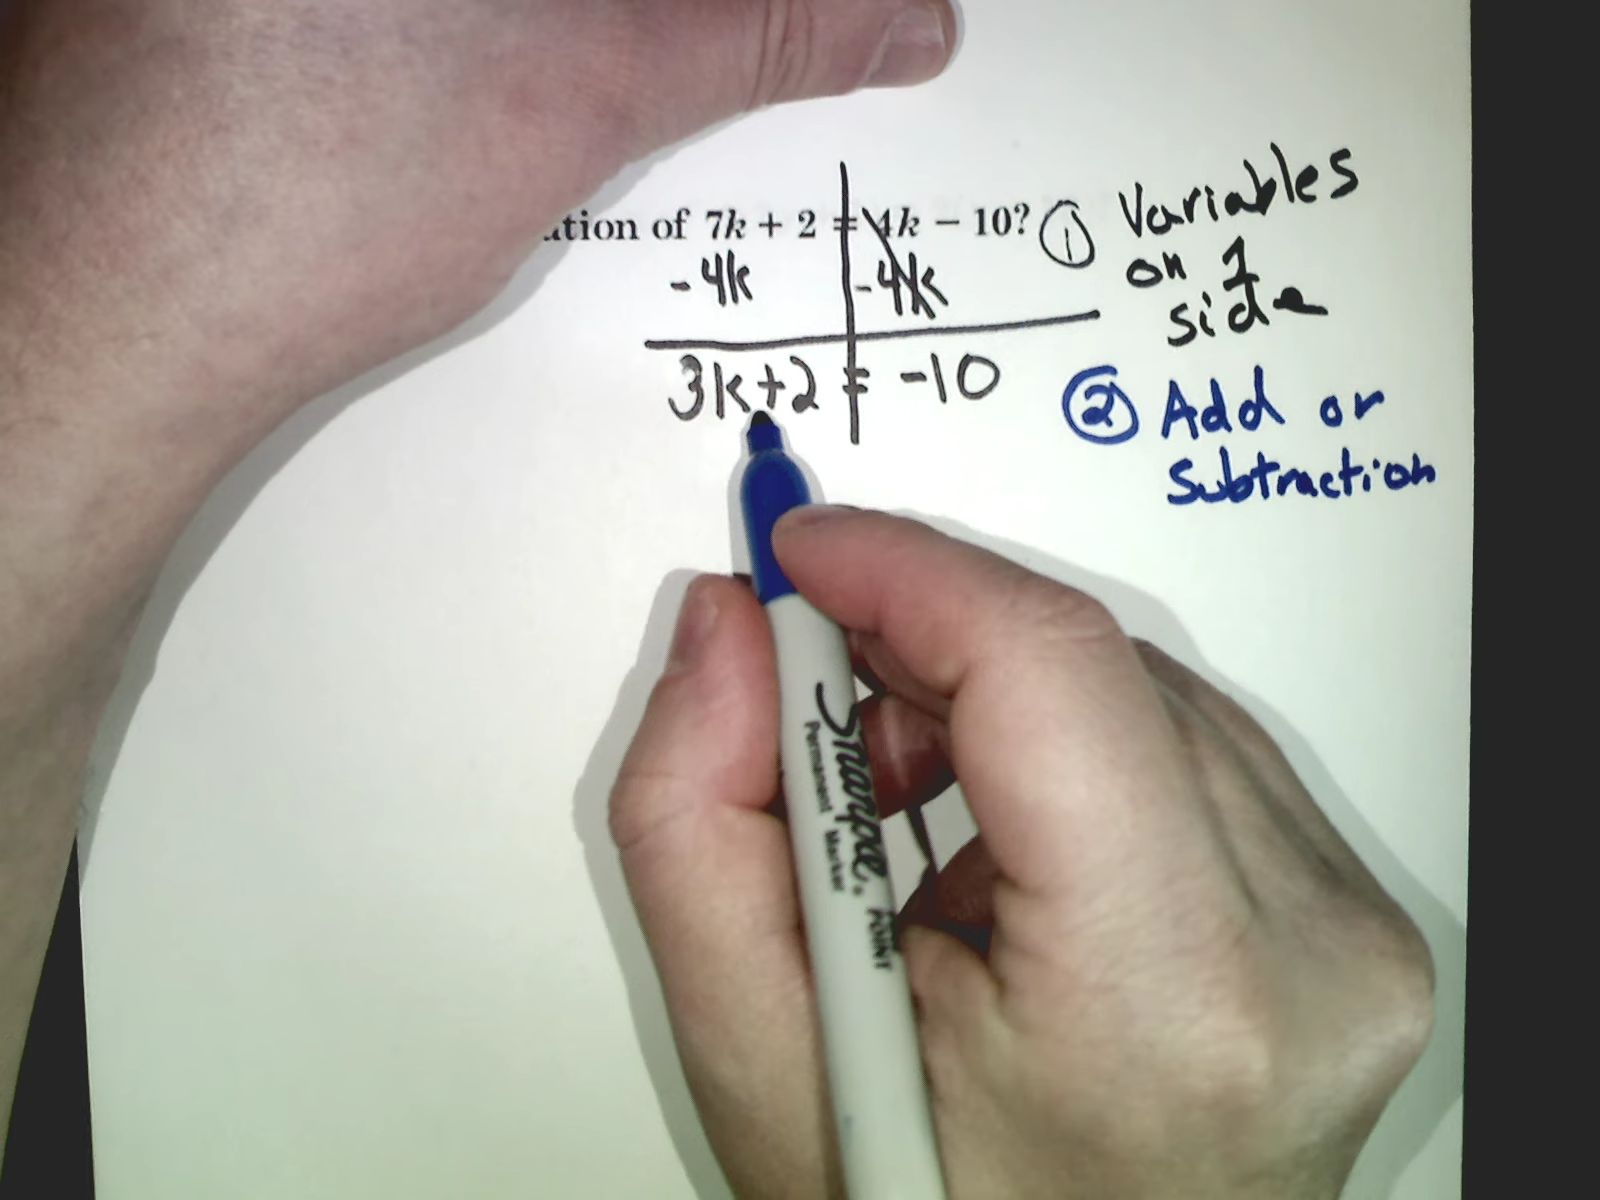 ation of 7k + 2 = 4k − 10?
-4k -4k
3k+2 = -10
① Variables
on 1
side
② Add or
Subtraction
Sharpie.
Permanent Marker
POINT